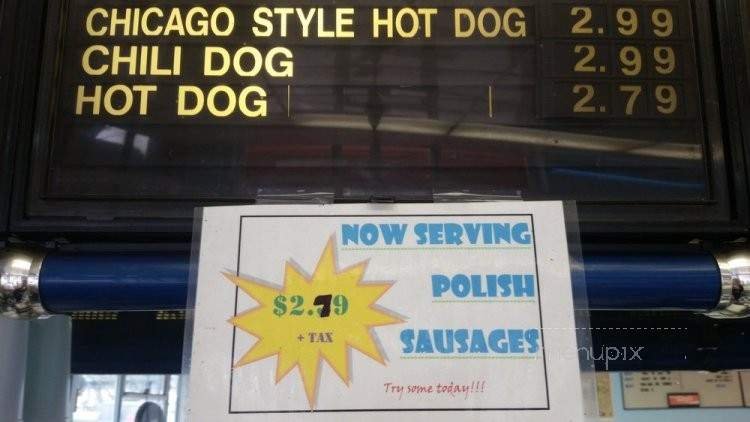 CHICAGO STYLE HOT DOG 2.99
CHILI DOG 2.99
HOT DOG 2.79
NOW SERVING
POLISH
SAUSAGES
$2.79
+ TAX
Try some today!!!
menupix